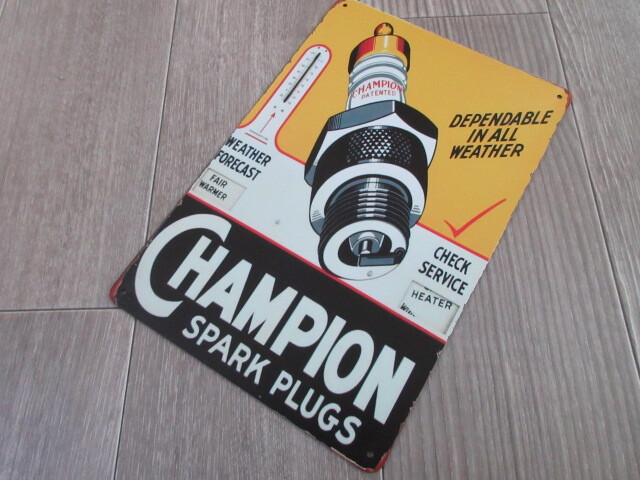 CHAMPION
PATENTED
DEPENDABLE
IN ALL
WEATHER
WEATHER
FORECAST
FAIR
WARMER
CHECK
SERVICE
HEATER
CHAMPION
SPARK PLUGS